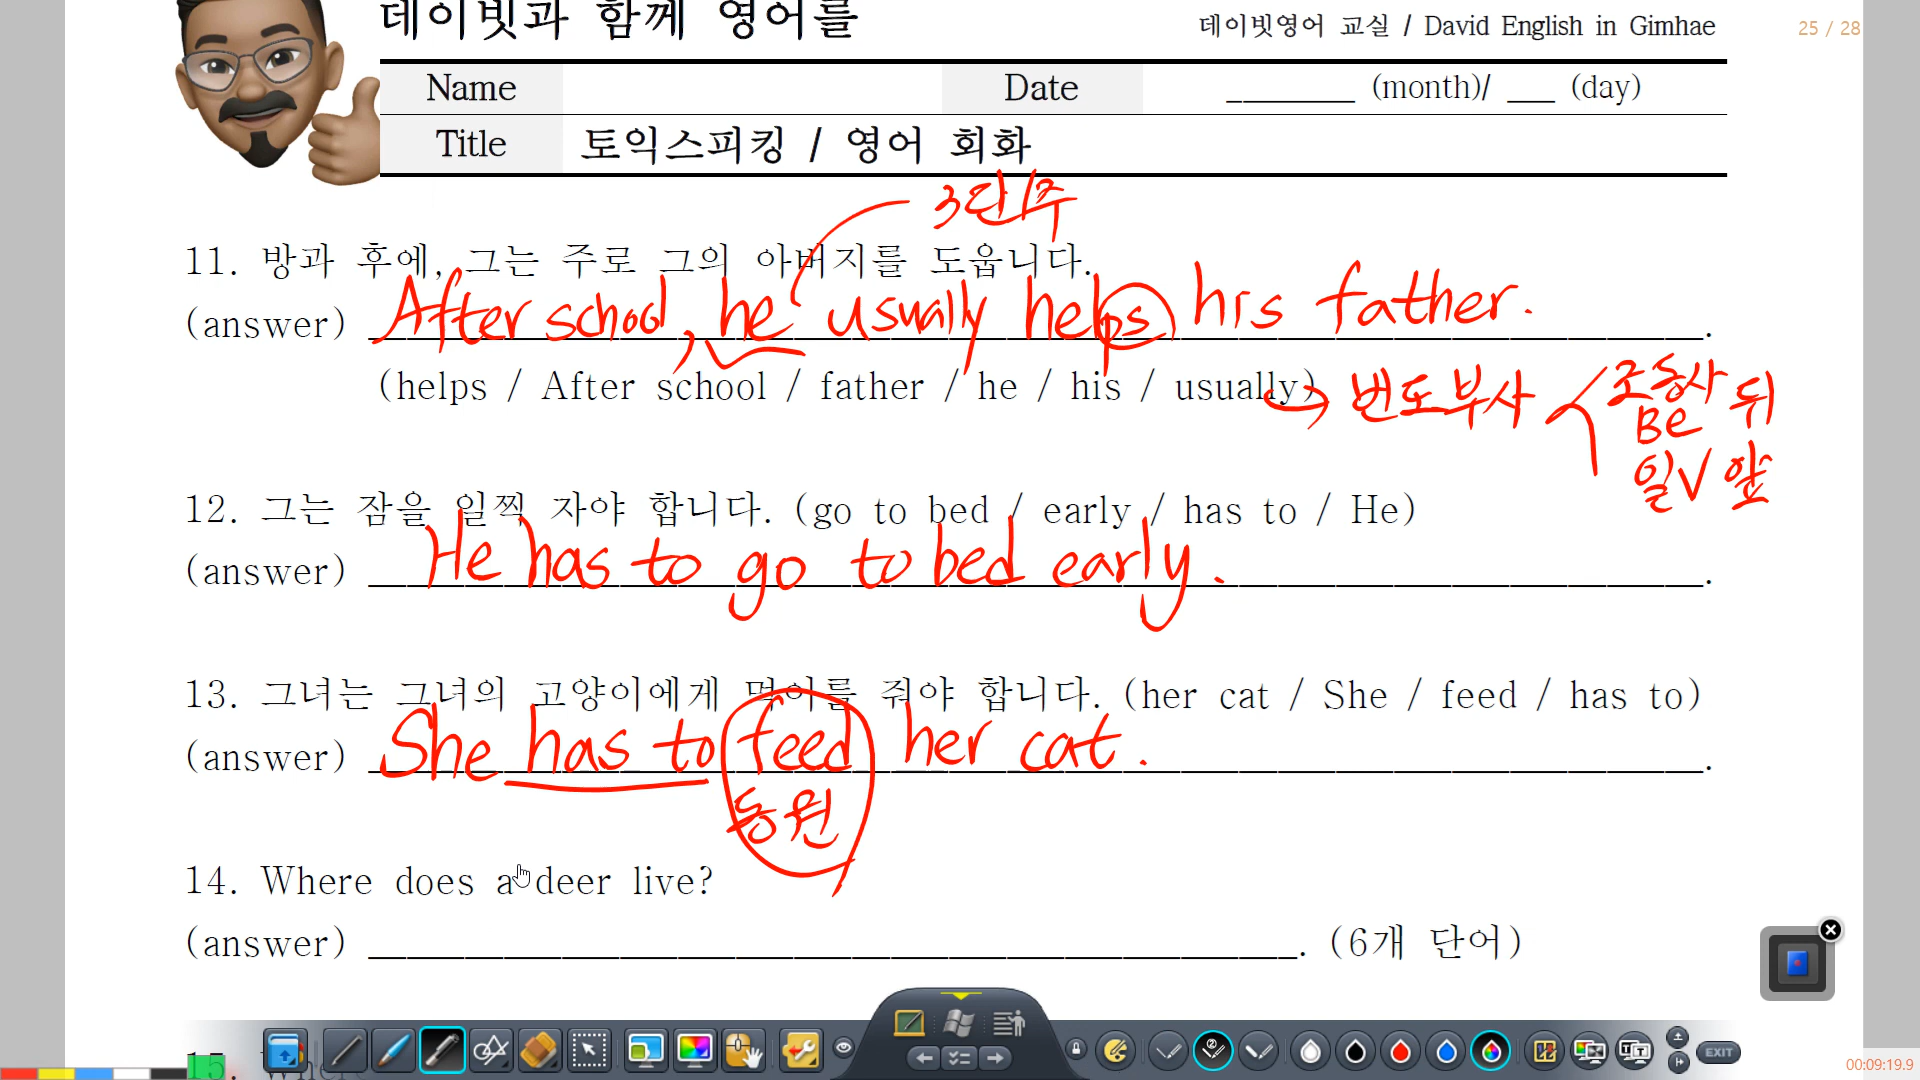 데이빗과 함께 영어를
데이빗영어 교실 / David English in Gimhae
25 / 28
Name Date ________ (month)/ ___ (day)
Title 토익스피킹 / 영어 회화
3단/주
11. 방과 후에, 그는 주로 그의 아버지를 도웁니다.
(answer) After school, he usually helps his father.
(helps / After school / father / he / his / usually)
빈도부사 조동사 뒤
Be
일V 앞
12. 그는 잠을 일찍 자야 합니다. (go to bed / early / has to / He)
(answer) He has to go to bed early.
13. 그녀는 그녀의 고양이에게 먹이를 줘야 합니다. (her cat / She / feed / has to)
(answer) She has to feed her cat.
동원
14. Where does a deer live?
(answer) ________. (6개 단어)
EXIT
00:09:19.9